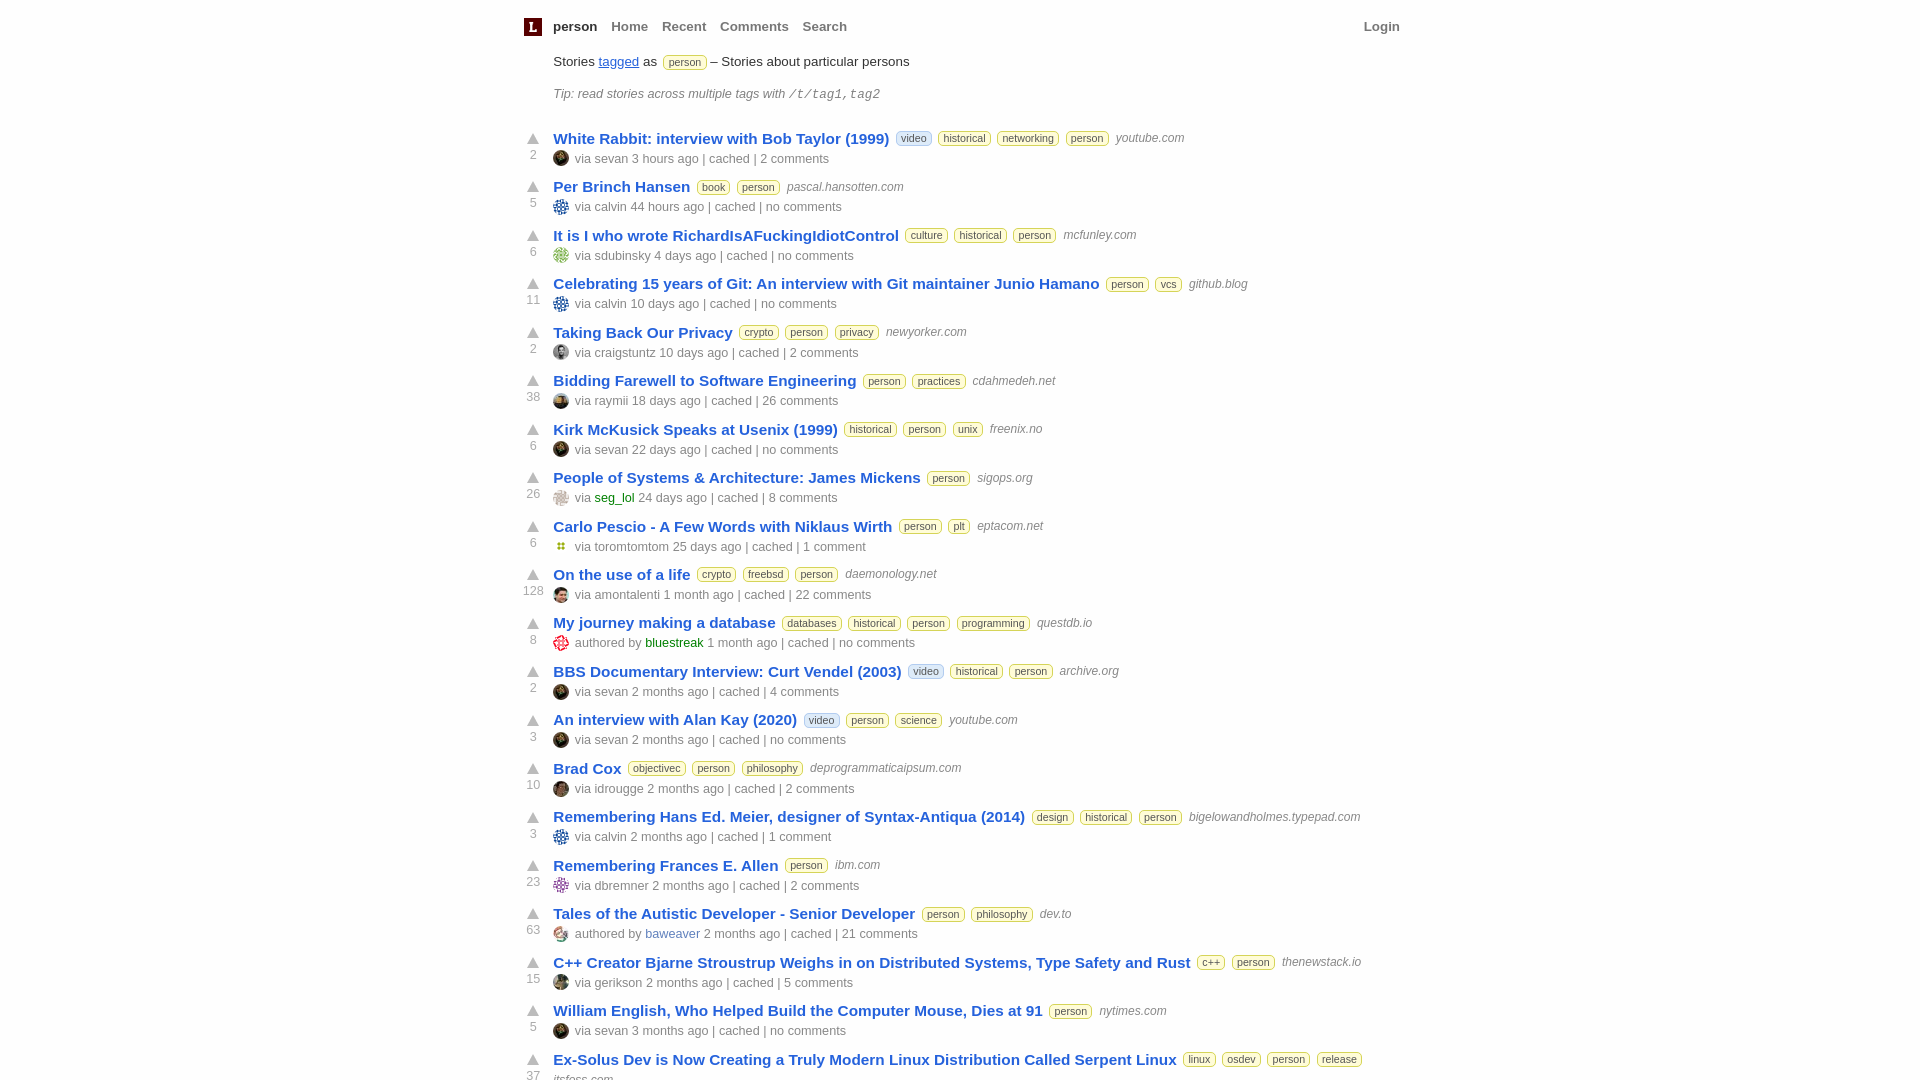 L person Home Recent Comments Search Login
Stories tagged as person – Stories about particular persons
Tip: read stories across multiple tags with /t/tag1,tag2
White Rabbit: interview with Bob Taylor (1999) video historical networking person youtube.com
2 via sevan 3 hours ago | cached | 2 comments
Per Brinch Hansen book person pascal.hansotten.com
5 via calvin 44 hours ago | cached | no comments
It is I who wrote RichardIsAFuckingIdiotControl culture historical person mcfunley.com
6 via sdubinsky 4 days ago | cached | no comments
Celebrating 15 years of Git: An interview with Git maintainer Junio Hamano person vcs github.blog
11 via calvin 10 days ago | cached | no comments
Taking Back Our Privacy crypto person privacy newyorker.com
2 via craigstuntz 10 days ago | cached | 2 comments
Bidding Farewell to Software Engineering person practices cdahmedeh.net
38 via raymii 18 days ago | cached | 26 comments
Kirk McKusick Speaks at Usenix (1999) historical person unix freenix.no
6 via sevan 22 days ago | cached | no comments
People of Systems & Architecture: James Mickens person sigops.org
26 via seg_lol 24 days ago | cached | 8 comments
Carlo Pescio - A Few Words with Niklaus Wirth person plt eptacom.net
6 via toromtomtom 25 days ago | cached | 1 comment
On the use of a life crypto freebsd person daemonology.net
128 via amontalenti 1 month ago | cached | 22 comments
My journey making a database databases historical person programming questdb.io
8 authored by bluestreak 1 month ago | cached | no comments
BBS Documentary Interview: Curt Vendel (2003) video historical person archive.org
2 via sevan 2 months ago | cached | 4 comments
An interview with Alan Kay (2020) video person science youtube.com
3 via sevan 2 months ago | cached | no comments
Brad Cox objectivec person philosophy deprogrammaticaipsum.com
10 via idrougge 2 months ago | cached | 2 comments
Remembering Hans Ed. Meier, designer of Syntax-Antiqua (2014) design historical person bigelowandholmes.typepad.com
3 via calvin 2 months ago | cached | 1 comment
Remembering Frances E. Allen person ibm.com
23 via dbremner 2 months ago | cached | 2 comments
Tales of the Autistic Developer - Senior Developer person philosophy dev.to
63 authored by baweaver 2 months ago | cached | 21 comments
C++ Creator Bjarne Stroustrup Weighs in on Distributed Systems, Type Safety and Rust c++ person thenewstack.io
15 via gerikson 2 months ago | cached | 5 comments
William English, Who Helped Build the Computer Mouse, Dies at 91 person nytimes.com
5 via sevan 3 months ago | cached | no comments
Ex-Solus Dev is Now Creating a Truly Modern Linux Distribution Called Serpent Linux linux osdev person release
37 itsfoss.com